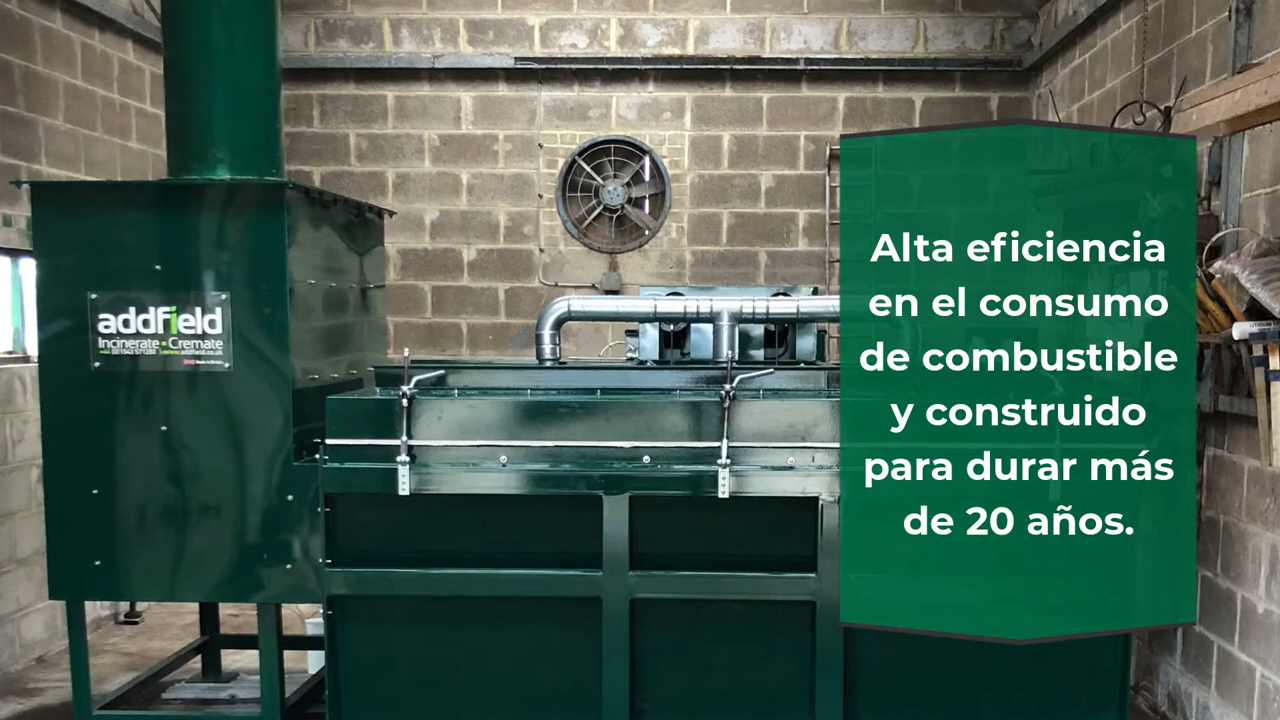 addfield
Incinerate • Cremate
Alta eficiencia
en el consumo
de combustible
y construido
para durar más
de 20 años.